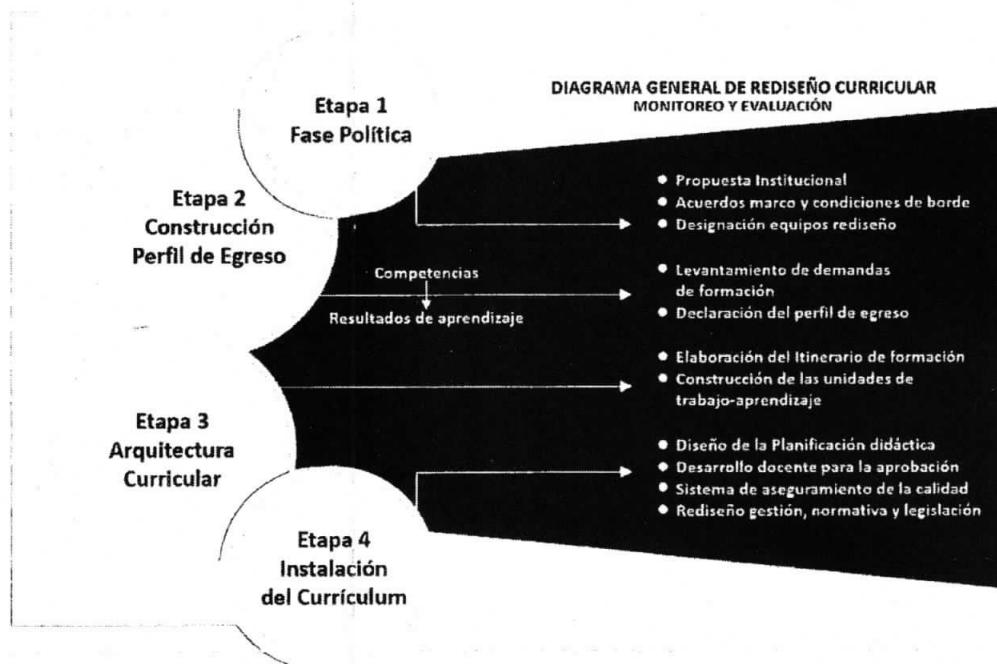 DIAGRAMA GENERAL DE REDISEÑO CURRICULAR
MONITOREO Y EVALUACIÓN
Etapa 1
Fase Política
● Propuesta Institucional
● Acuerdos marco y condiciones de borde
● Designación equipos rediseño
Etapa 2
Construcción
Perfil de Egreso
Competencias
Resultados de aprendizaje
● Levantamiento de demandas
de formación
● Declaración del perfil de egreso
Etapa 3
Arquitectura
Curricular
● Elaboración del Itinerario de formación
● Construcción de las unidades de
trabajo-aprendizaje
Etapa 4
Instalación
del Currículum
● Diseño de la Planificación didáctica
● Desarrollo docente para la aprobación
● Sistema de aseguramiento de la calidad
● Rediseño gestión, normativa y legislación